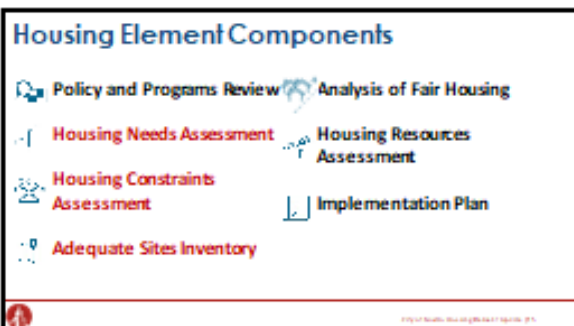 Housing Element Components
Policy and Programs Review
Housing Needs Assessment
Housing Constraints
Assessment
Adequate Sites Inventory
Analysis of Fair Housing
Housing Resources
Assessment
Implementation Plan